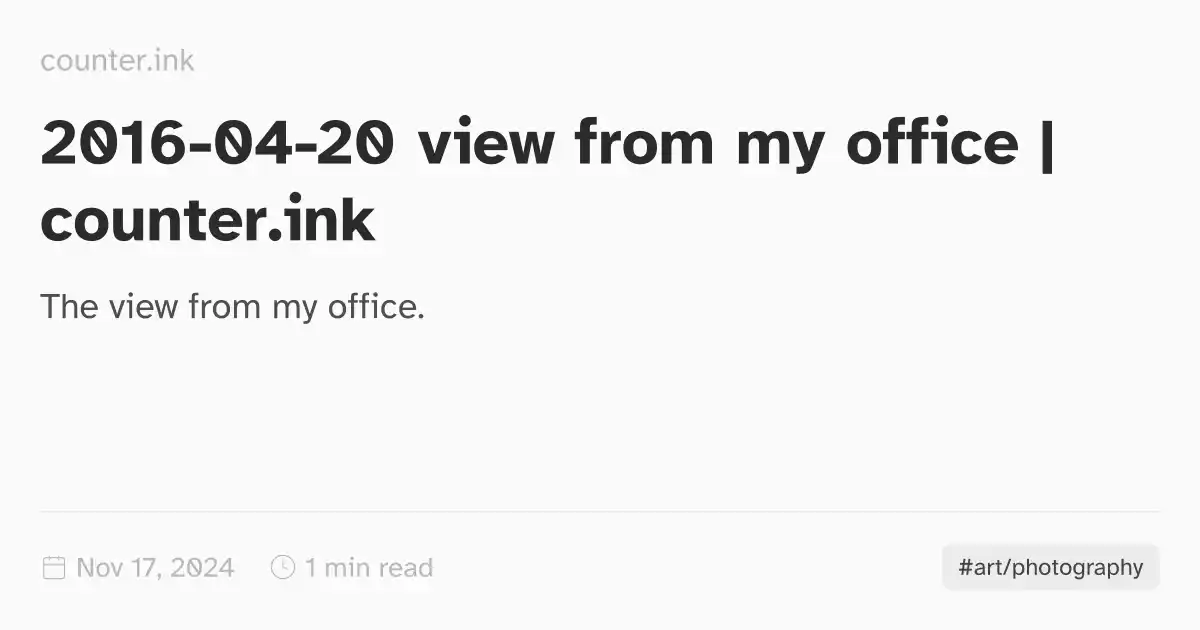 counter.ink
2016-04-20 view from my office |
counter.ink
The view from my office.
Nov 17, 2024
1 min read
#art/photography